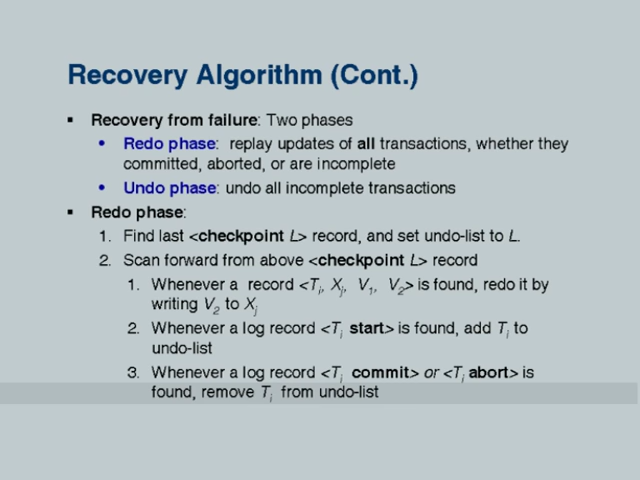 Recovery Algorithm (Cont.)
▪ Recovery from failure: Two phases
• Redo phase: replay updates of all transactions, whether they
committed, aborted, or are incomplete
• Undo phase: undo all incomplete transactions
▪ Redo phase:
1. Find last <checkpoint L> record, and set undo-list to L.
2. Scan forward from above <checkpoint L> record
1. Whenever a record <Ti, Xj, V1, V2> is found, redo it by
writing V2 to Xj
2. Whenever a log record <Ti start> is found, add Ti to
undo-list
3. Whenever a log record <Ti commit> or <Ti abort> is
found, remove Ti from undo-list